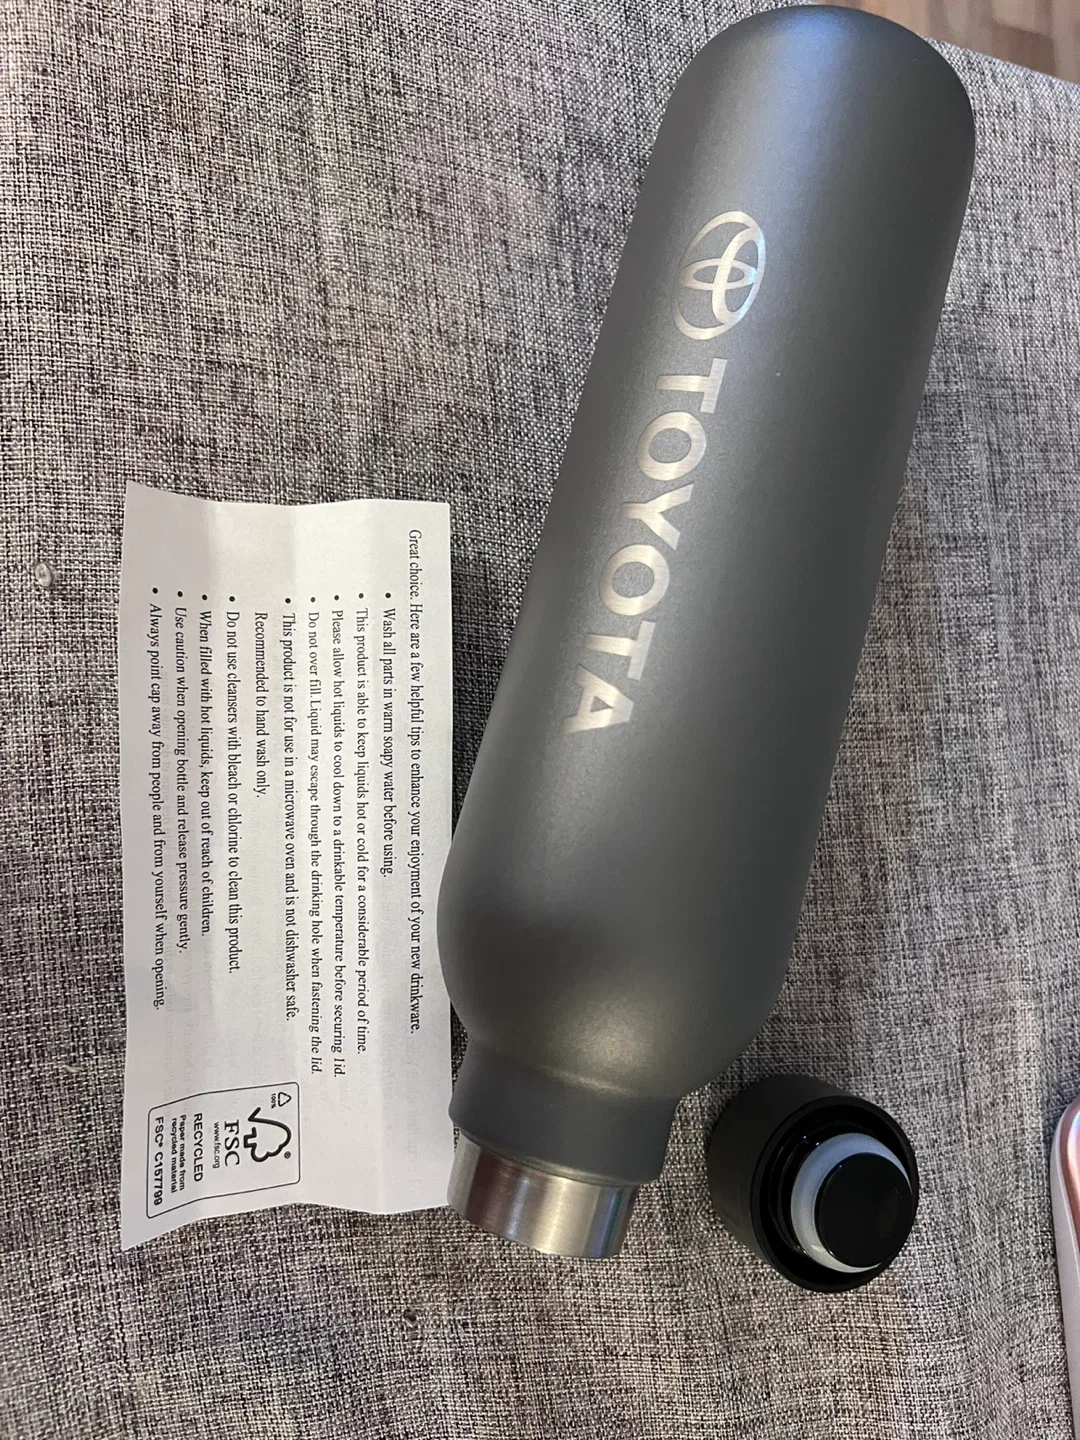 TOYOTA
Great choice. Here are a few helpful tips to enhance your enjoyment of your new drinkware.
• Wash all parts in warm soapy water before using.
• This product is able to keep liquids hot or cold for a considerable period of time.
• Please allow hot liquids to cool down to a drinkable temperature before securing lid.
• Do not over fill. Liquid may escape through the drinking hole when fastening the lid.
• This product is not for use in a microwave oven and is not dishwasher safe.
Recommended to hand wash only.
• Do not use cleansers with bleach or chlorine to clean this product.
• When filled with hot liquids, keep out of reach of children.
• Use caution when opening bottle and release pressure gently.
• Always point cap away from people and from yourself when opening.
100%
®
FSC
www.fsc.org
RECYCLED
Paper made from
recycled material
FSC® C157799